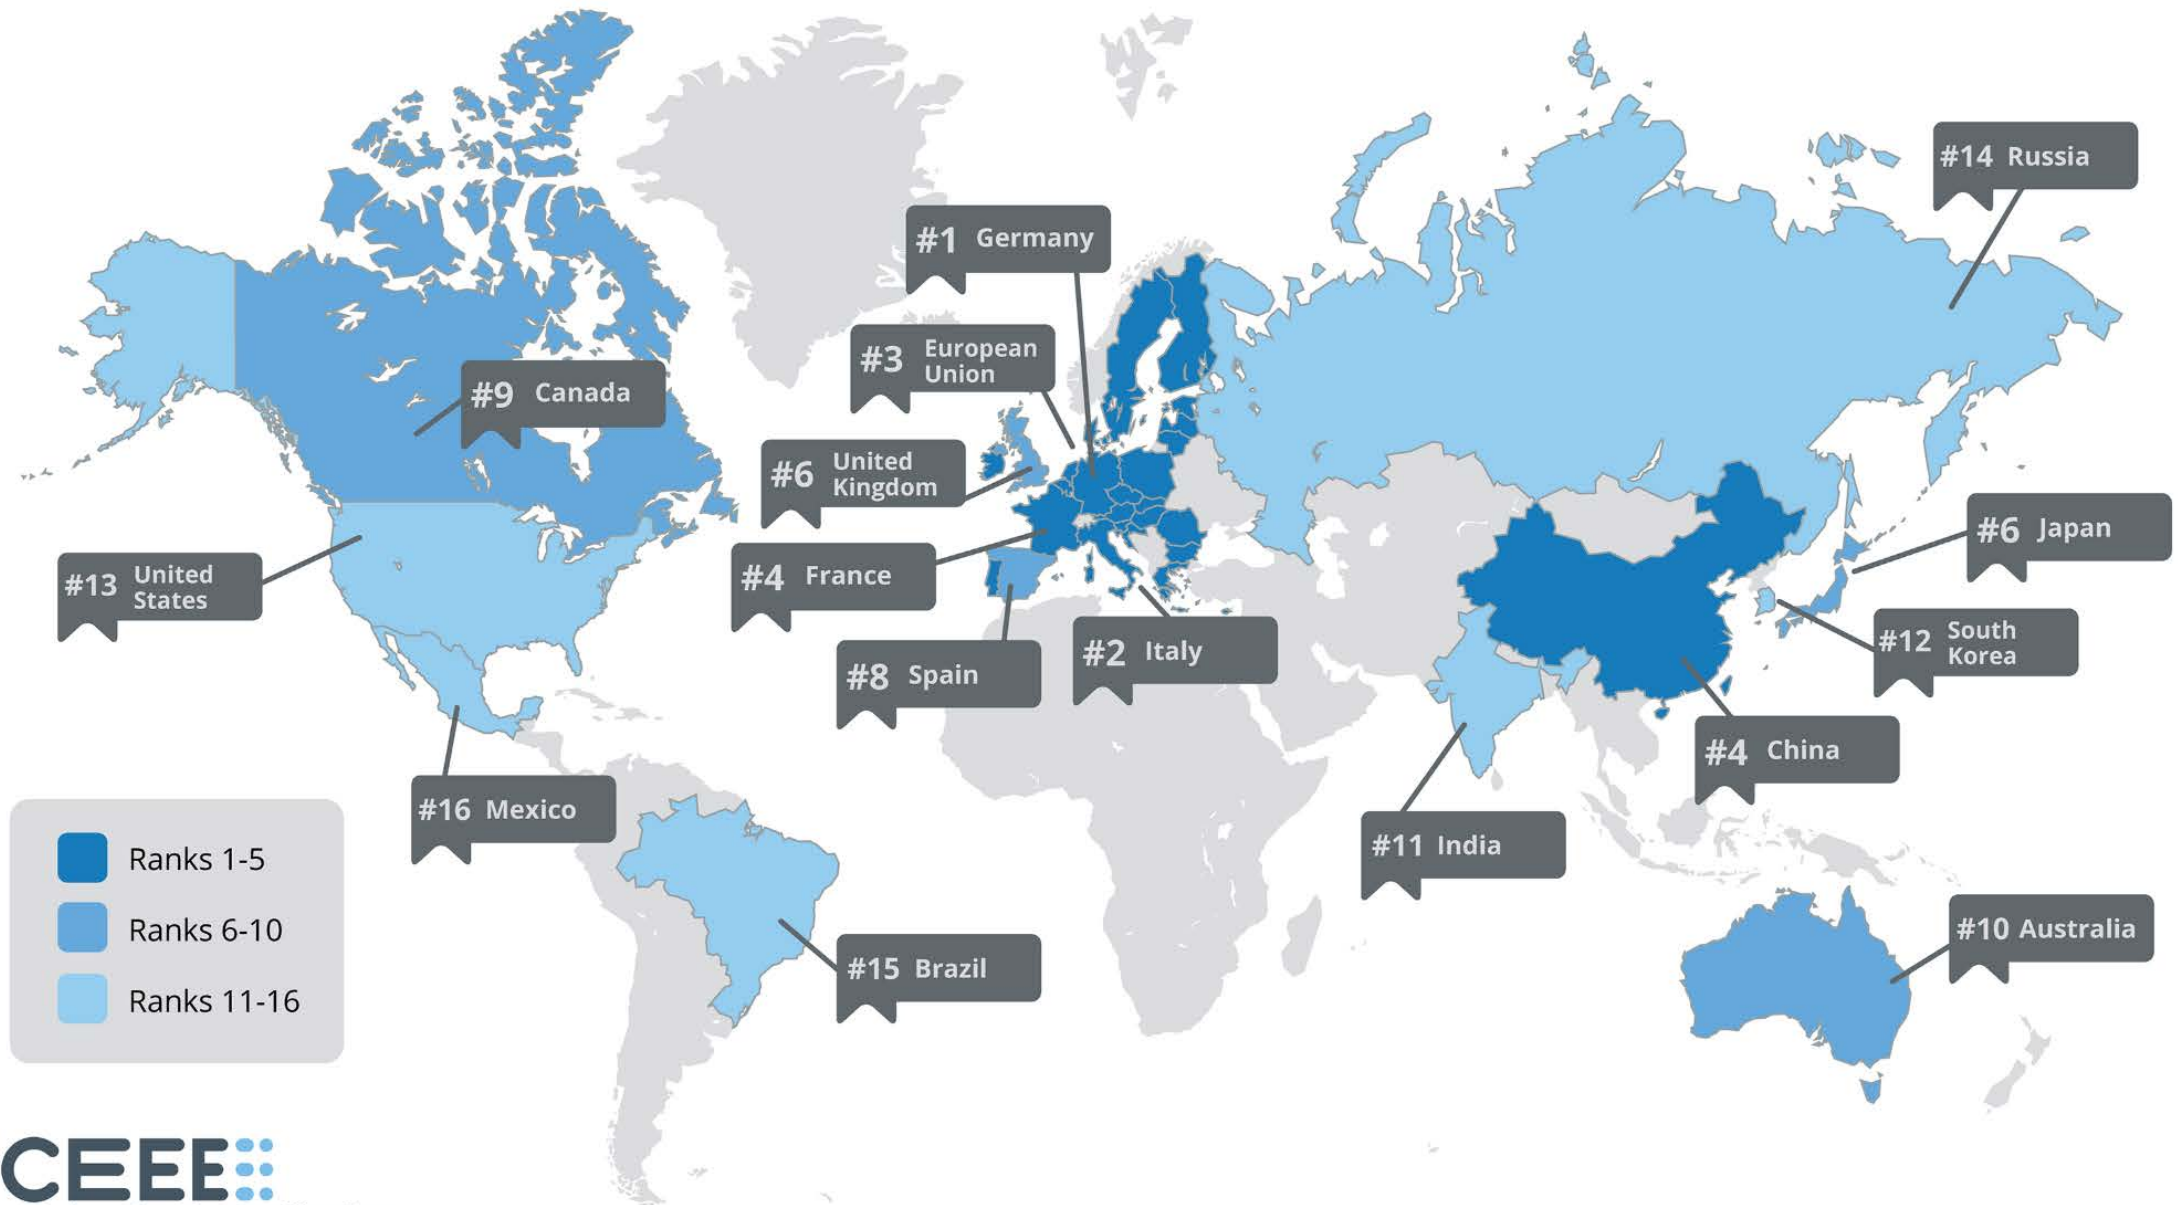 #14 Russia
#1 Germany
#3 European
Union
#9 Canada
#6 United
Kingdom
#13 United
States
#4 France
#6 Japan
#12 South
Korea
#8 Spain
#2 Italy
#4 China
#16 Mexico
#11 India
#15 Brazil
#10 Australia
Ranks 1-5
Ranks 6-10
Ranks 11-16
CEEE